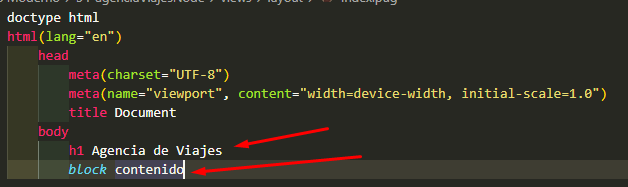 doctype html
html(lang="en")
head
meta(charset="UTF-8")
meta(name="viewport", content="width=device-width, initial-scale=1.0")
title Document
body
h1 Agencia de Viajes
block contenido